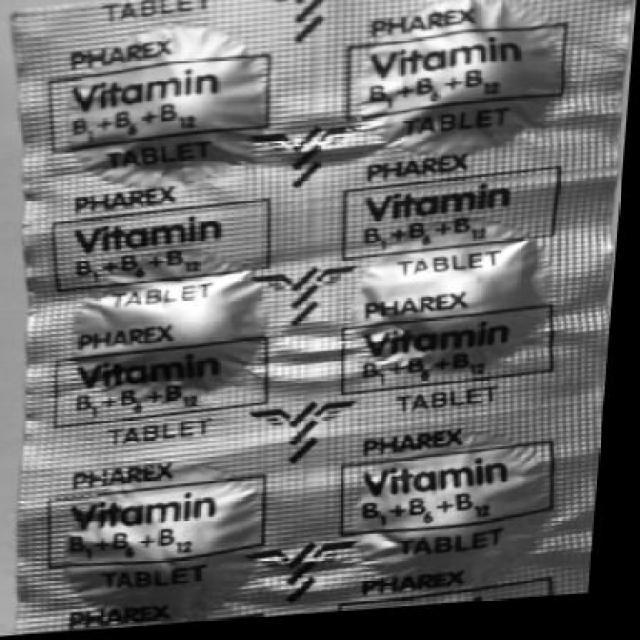 TABLET
PHAREX
Vitamin
B₁+B₆+B₁₂
TABLET
PHAREX
Vitamin
B₁+B₆+B₁₂
TABLET
PHAREX
Vitamin
B₁+B₆+B₁₂
TABLET
PHAREX
Vitamin
B₁+B₆+B₁₂
TABLET
PHAREX
PHAREX
Vitamin
B₁+B₆+B₁₂
TABLET
PHAREX
Vitamin
B₁+B₆+B₁₂
TABLET
PHAREX
Vitamin
B₁+B₆+B₁₂
TABLET
PHAREX
Vitamin
B₁+B₆+B₁₂
TABLET
PHAREX